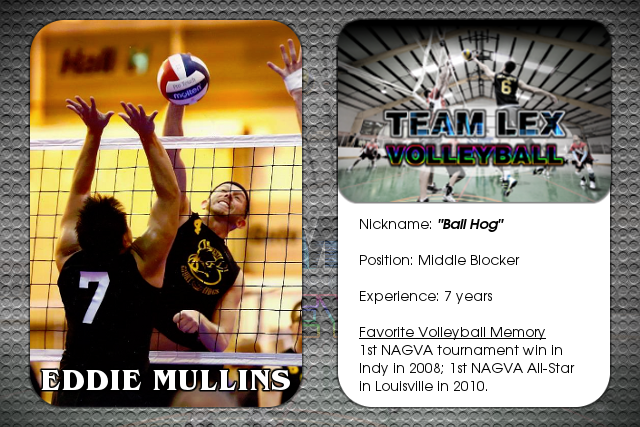 Hall
molten
7
EDDIE MULLINS
6
TEAM LEX
VOLLEYBALL
Nickname: "Ball Hog"
Position: Middle Blocker
Experience: 7 years
Favorite Volleyball Memory
1st NAGVA tournament win in
Indy in 2008; 1st NAGVA All-Star
in Louisville in 2010.